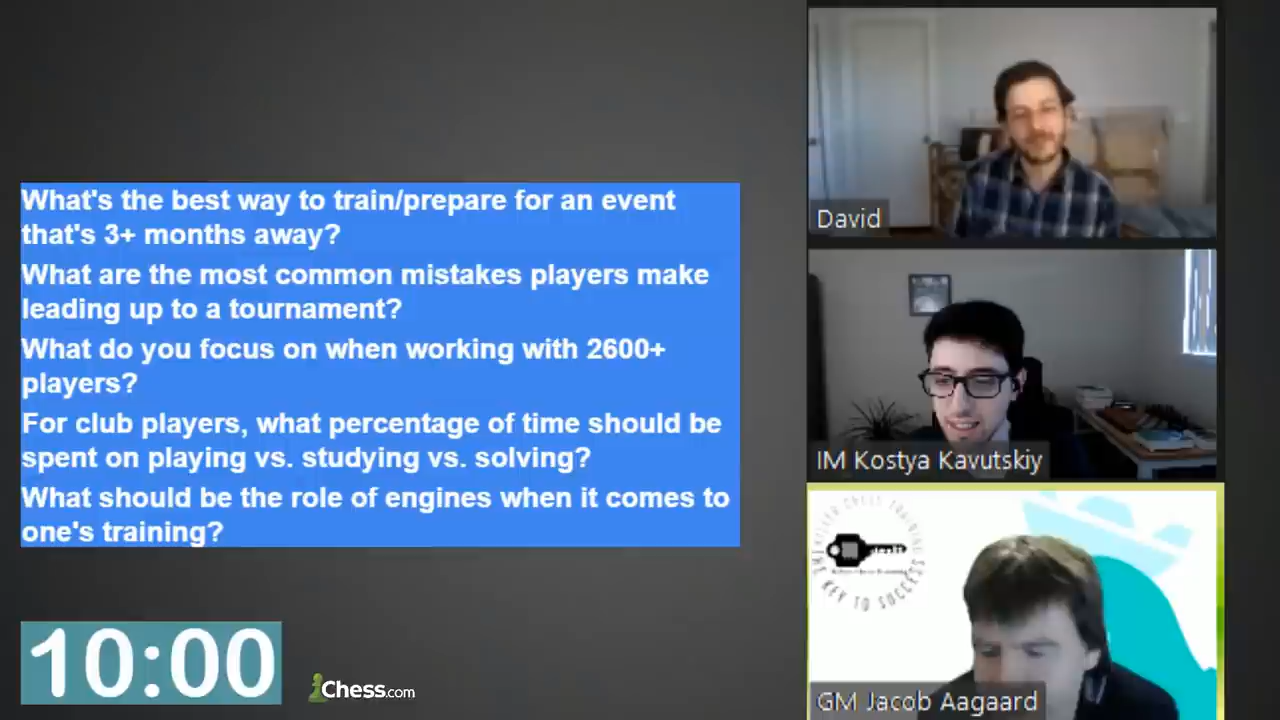 What's the best way to train/prepare for an event
that's 3+ months away?
What are the most common mistakes players make
leading up to a tournament?
What do you focus on when working with 2600+
players?
For club players, what percentage of time should be
spent on playing vs. studying vs. solving?
What should be the role of engines when it comes to
one's training?
10:00
Chess.com
David
IM Kostya Kavutskiy
THE KEY TO SUCCESS
GM Jacob Aagaard